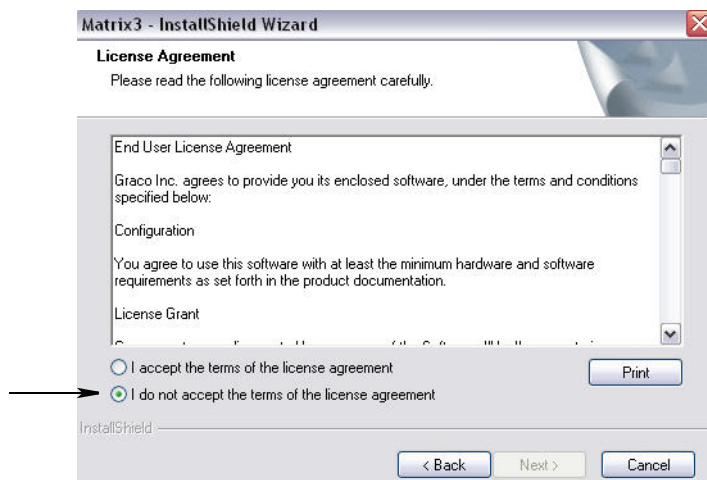 Matrix3 - InstallShield Wizard
License Agreement
Please read the following license agreement carefully.
End User License Agreement
Graco Inc. agrees to provide you its enclosed software, under the terms and conditions
specified below:
Configuration
You agree to use this software with at least the minimum hardware and software
requirements as set forth in the product documentation.
License Grant
I accept the terms of the license agreement
Print
I do not accept the terms of the license agreement
InstallShield
< Back
Next >
Cancel